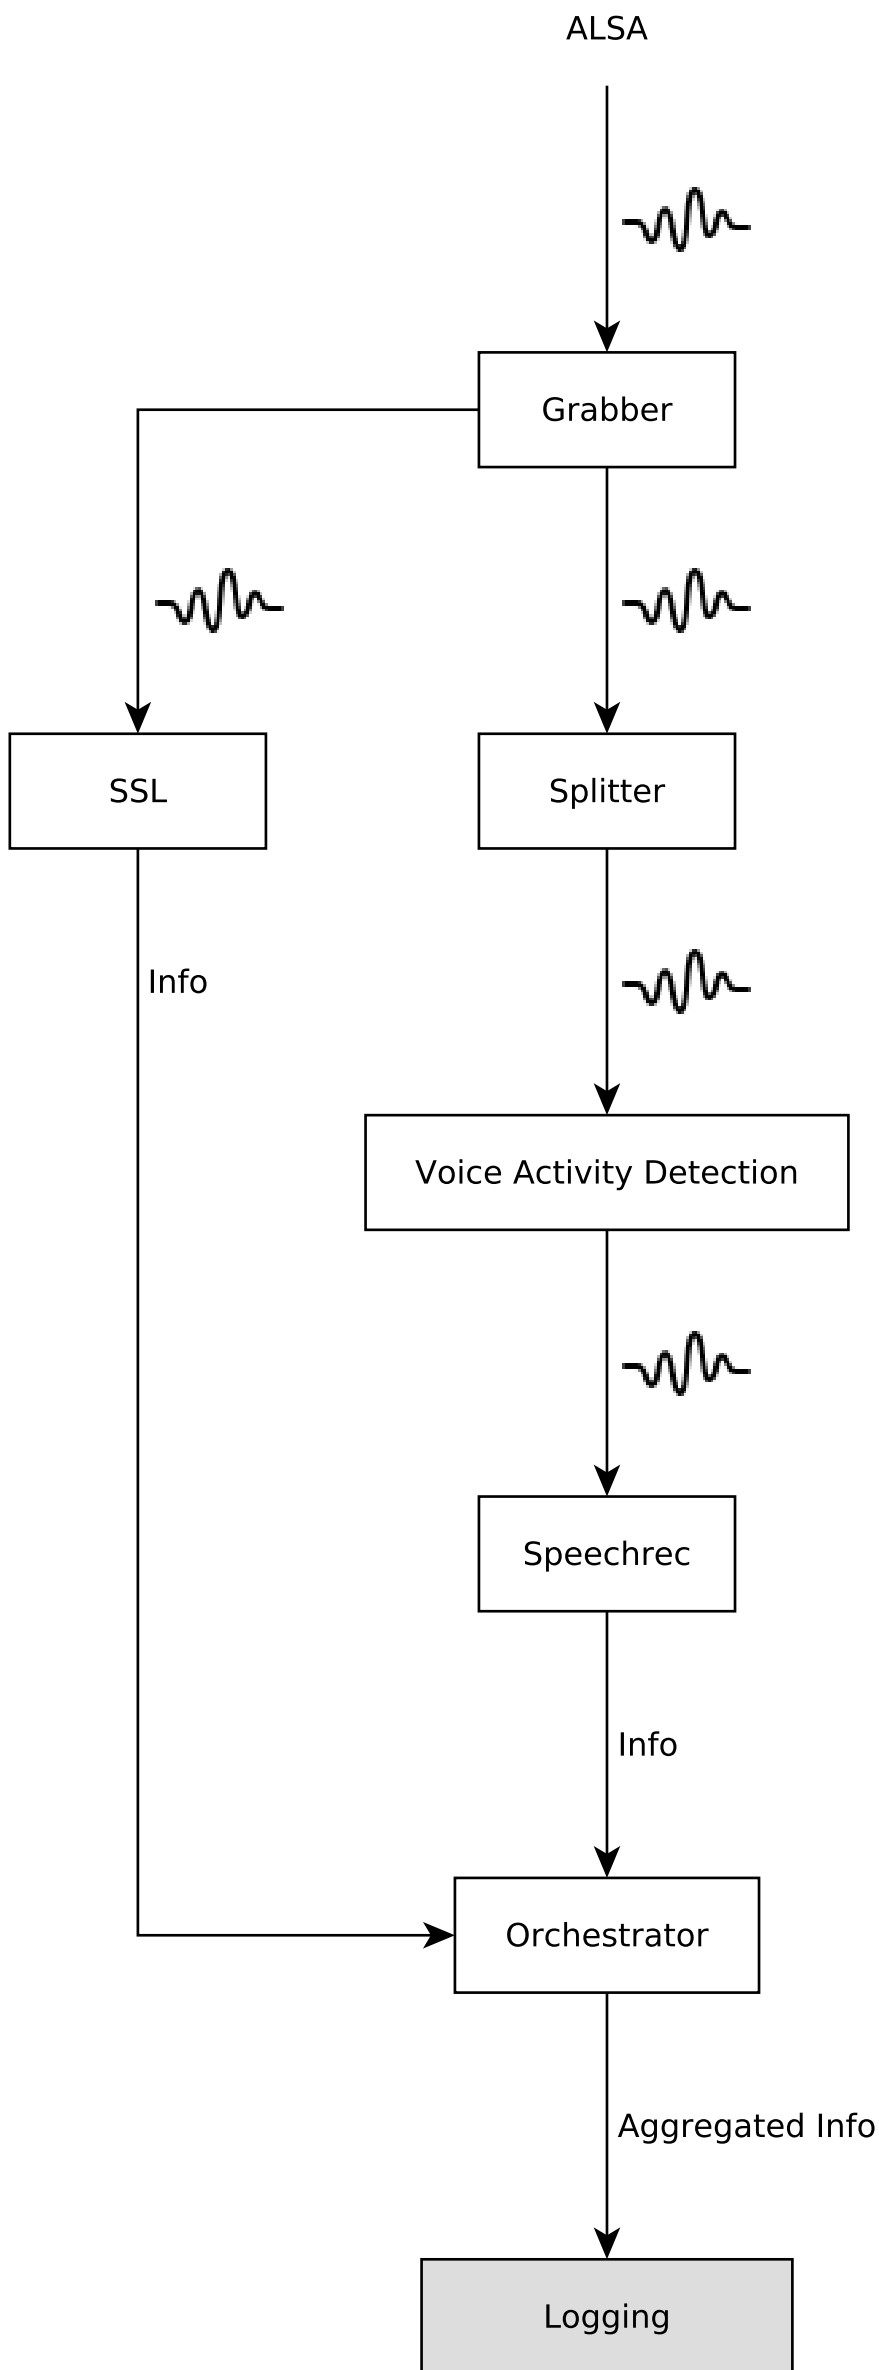 ALSA
Grabber
SSL
Splitter
Info
Voice Activity Detection
Speechrec
Info
Orchestrator
Aggregated Info
Logging